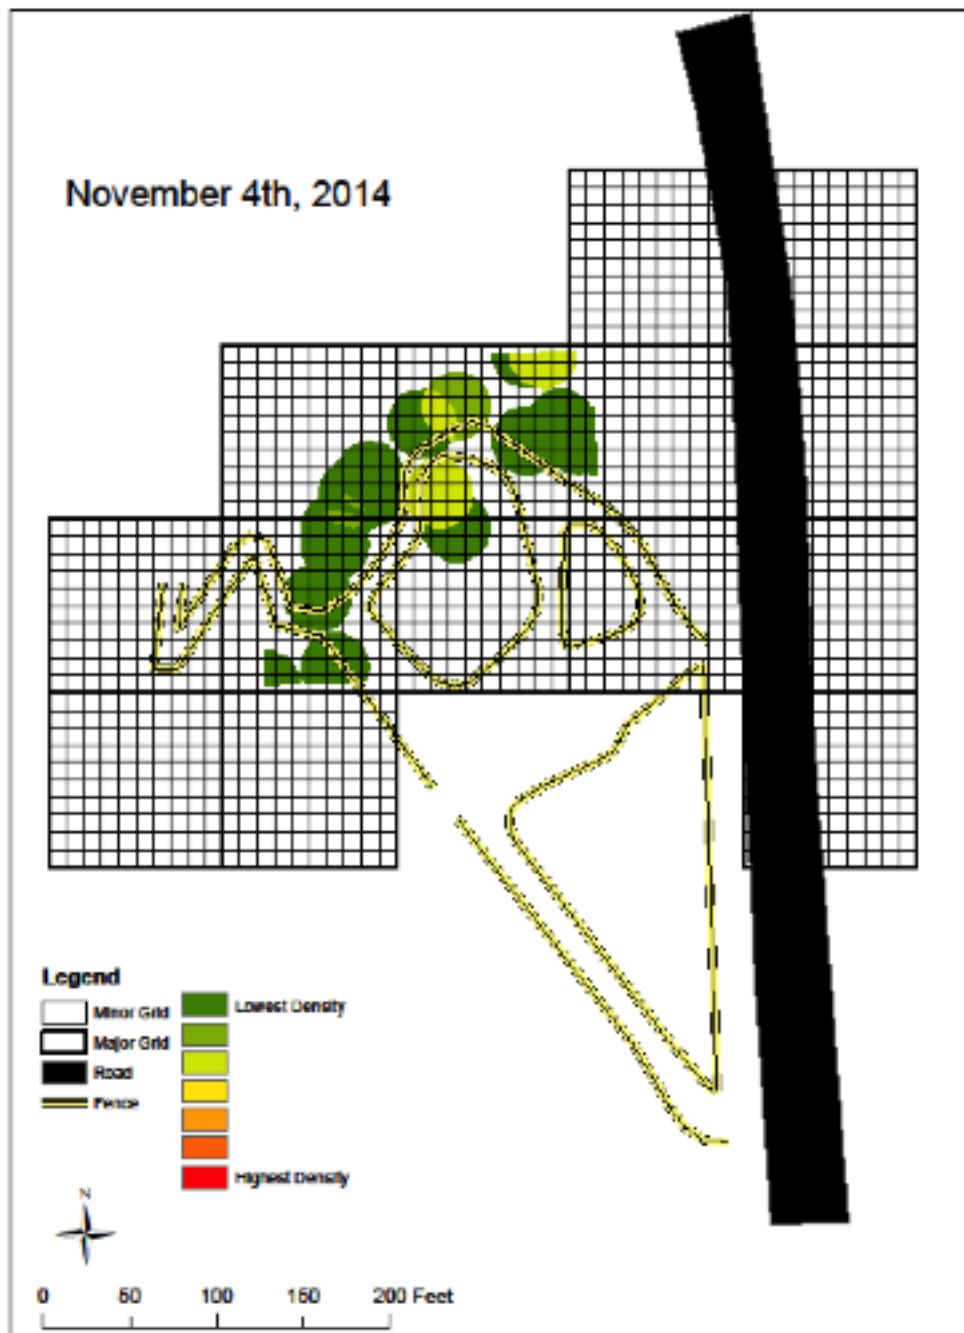 November 4th, 2014
Legend
Minor Grid
Major Grid
Road
Fence
Lowest Density
Highest Density
N
0 50 100 150 200 Feet